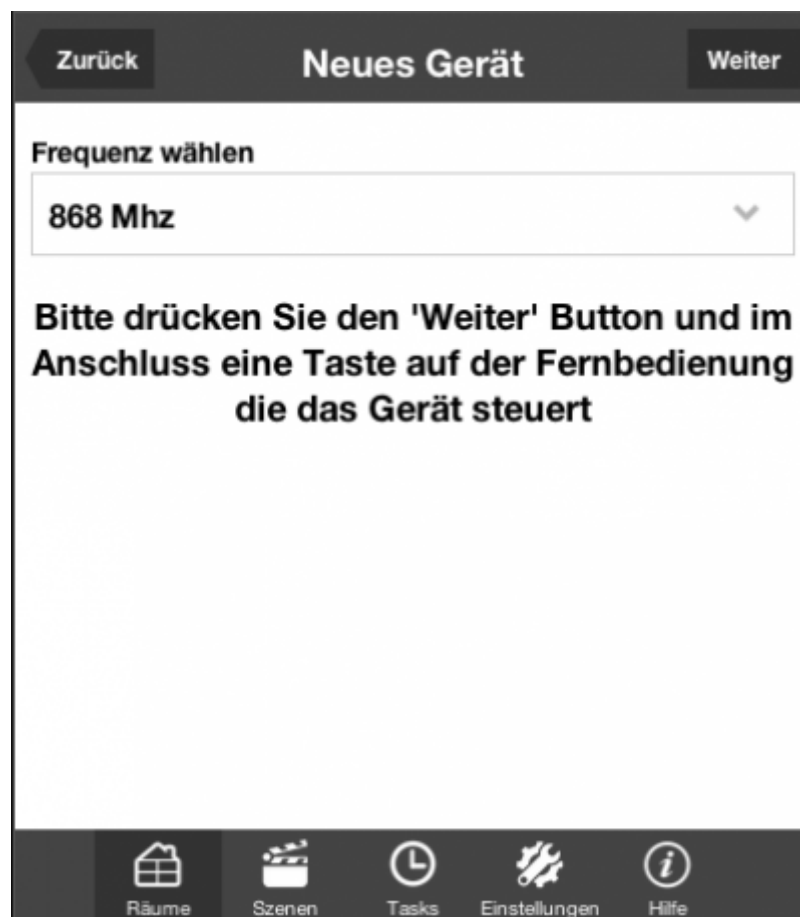 Zurück
Neues Gerät
Weiter
Frequenz wählen
868 Mhz
Bitte drücken Sie den 'Weiter' Button und im
Anschluss eine Taste auf der Fernbedienung
die das Gerät steuert
Räume
Szenen
Tasks
Einstellungen
Hilfe